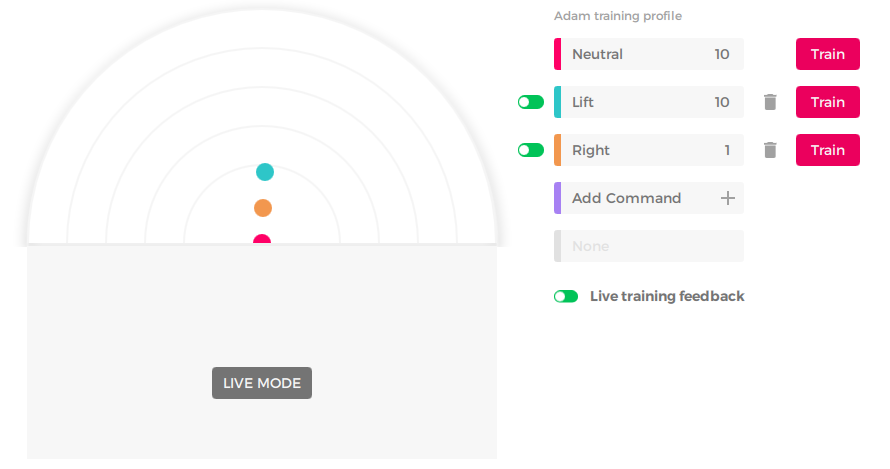 Adam training profile
Neutral 10 Train
Lift 10 Train
Right 1 Train
Add Command +
None
Live training feedback
LIVE MODE